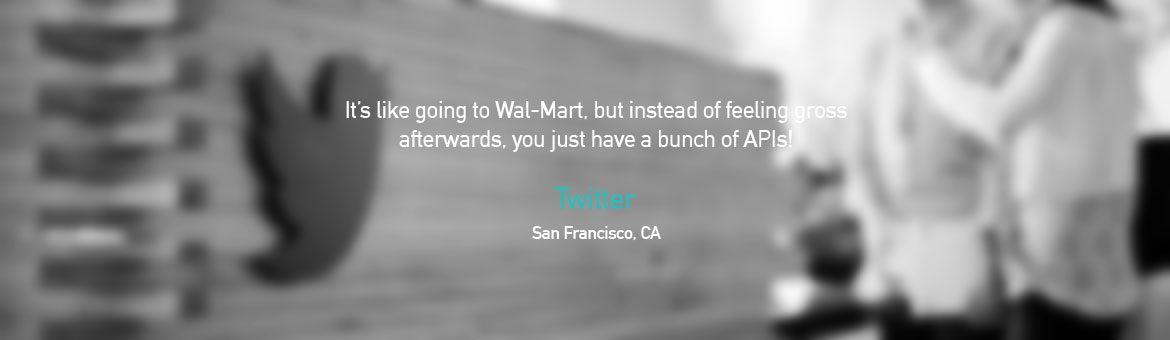 It's like going to Wal-Mart, but instead of feeling gross
afterwards, you just have a bunch of APIs!
Twitter
San Francisco, CA